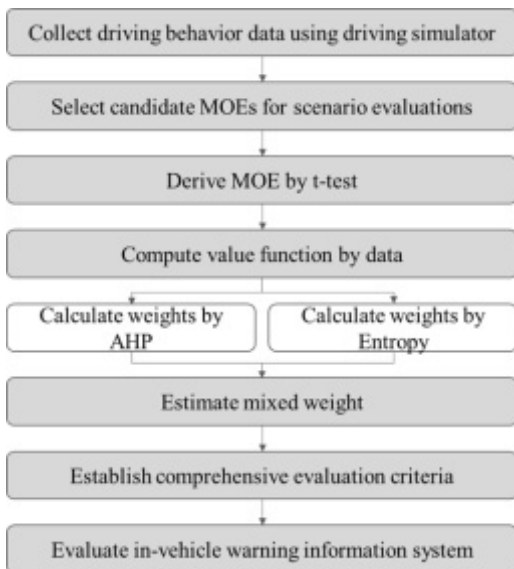 Collect driving behavior data using driving simulator
Select candidate MOEs for scenario evaluations
Derive MOE by t-test
Compute value function by data
Calculate weights by
AHP
Calculate weights by
Entropy
Estimate mixed weight
Establish comprehensive evaluation criteria
Evaluate in-vehicle warning information system